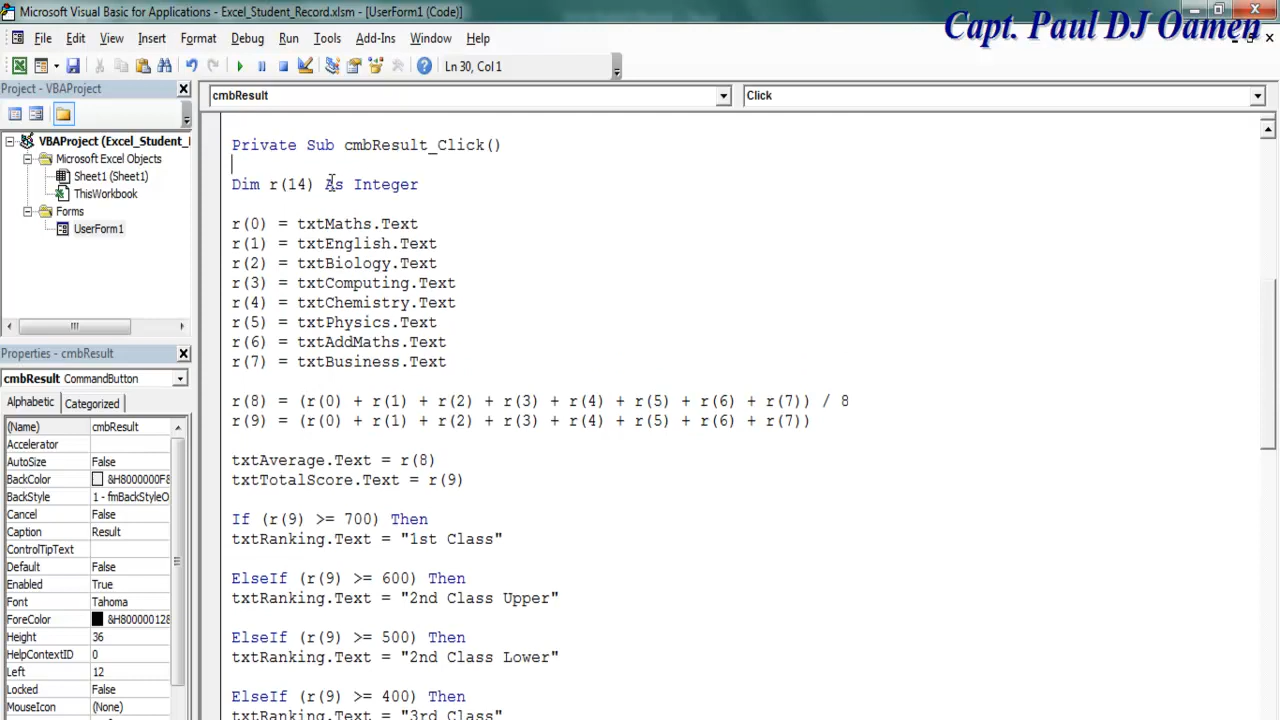 Microsoft Visual Basic for Applications - Excel_Student_Record.xlsm - [UserForm1 (Code)]
Capt. Paul DJ Oamen
File Edit View Insert Format Debug Run Tools Add-Ins Window Help
Ln 30, Col 1
Project - VBAProject
cmbResult
Click
VBAProject (Excel_Student_
Microsoft Excel Objects
Sheet1 (Sheet1)
ThisWorkbook
Forms
UserForm1
Properties - cmbResult
cmbResult CommandButton
Alphabetic Categorized
(Name) cmbResult
Accelerator
AutoSize False
BackColor &H8000000F8
BackStyle 1 - fmBackStyleO
Cancel False
Caption Result
ControlTipText
Default False
Enabled True
Font Tahoma
ForeColor &H800000128
Height 36
HelpContextID 0
Left 12
Locked False
MouseIcon (None)
Private Sub cmbResult_Click()
Dim r(14) As Integer
r(0) = txtMaths.Text
r(1) = txtEnglish.Text
r(2) = txtBiology.Text
r(3) = txtComputing.Text
r(4) = txtChemistry.Text
r(5) = txtPhysics.Text
r(6) = txtAddMaths.Text
r(7) = txtBusiness.Text
r(8) = (r(0) + r(1) + r(2) + r(3) + r(4) + r(5) + r(6) + r(7)) / 8
r(9) = (r(0) + r(1) + r(2) + r(3) + r(4) + r(5) + r(6) + r(7))
txtAverage.Text = r(8)
txtTotalScore.Text = r(9)
If (r(9) >= 700) Then
txtRanking.Text = "1st Class"
ElseIf (r(9) >= 600) Then
txtRanking.Text = "2nd Class Upper"
ElseIf (r(9) >= 500) Then
txtRanking.Text = "2nd Class Lower"
ElseIf (r(9) >= 400) Then
txtRanking.Text = "3rd Class"